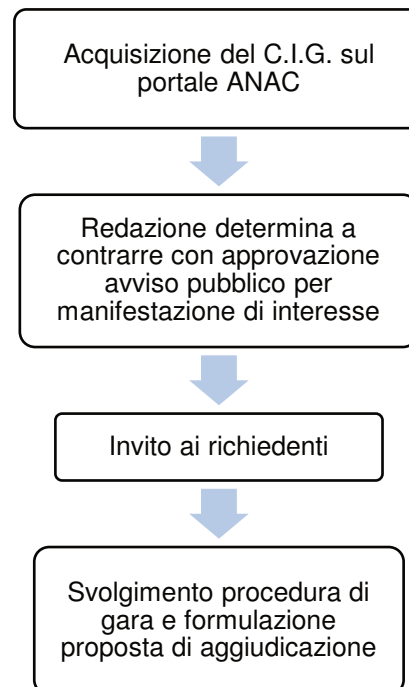 Acquisizione del C.I.G. sul
portale ANAC
Redazione determina a
contrarre con approvazione
avviso pubblico per
manifestazione di interesse
Invito ai richiedenti
Svolgimento procedura di
gara e formulazione
proposta di aggiudicazione